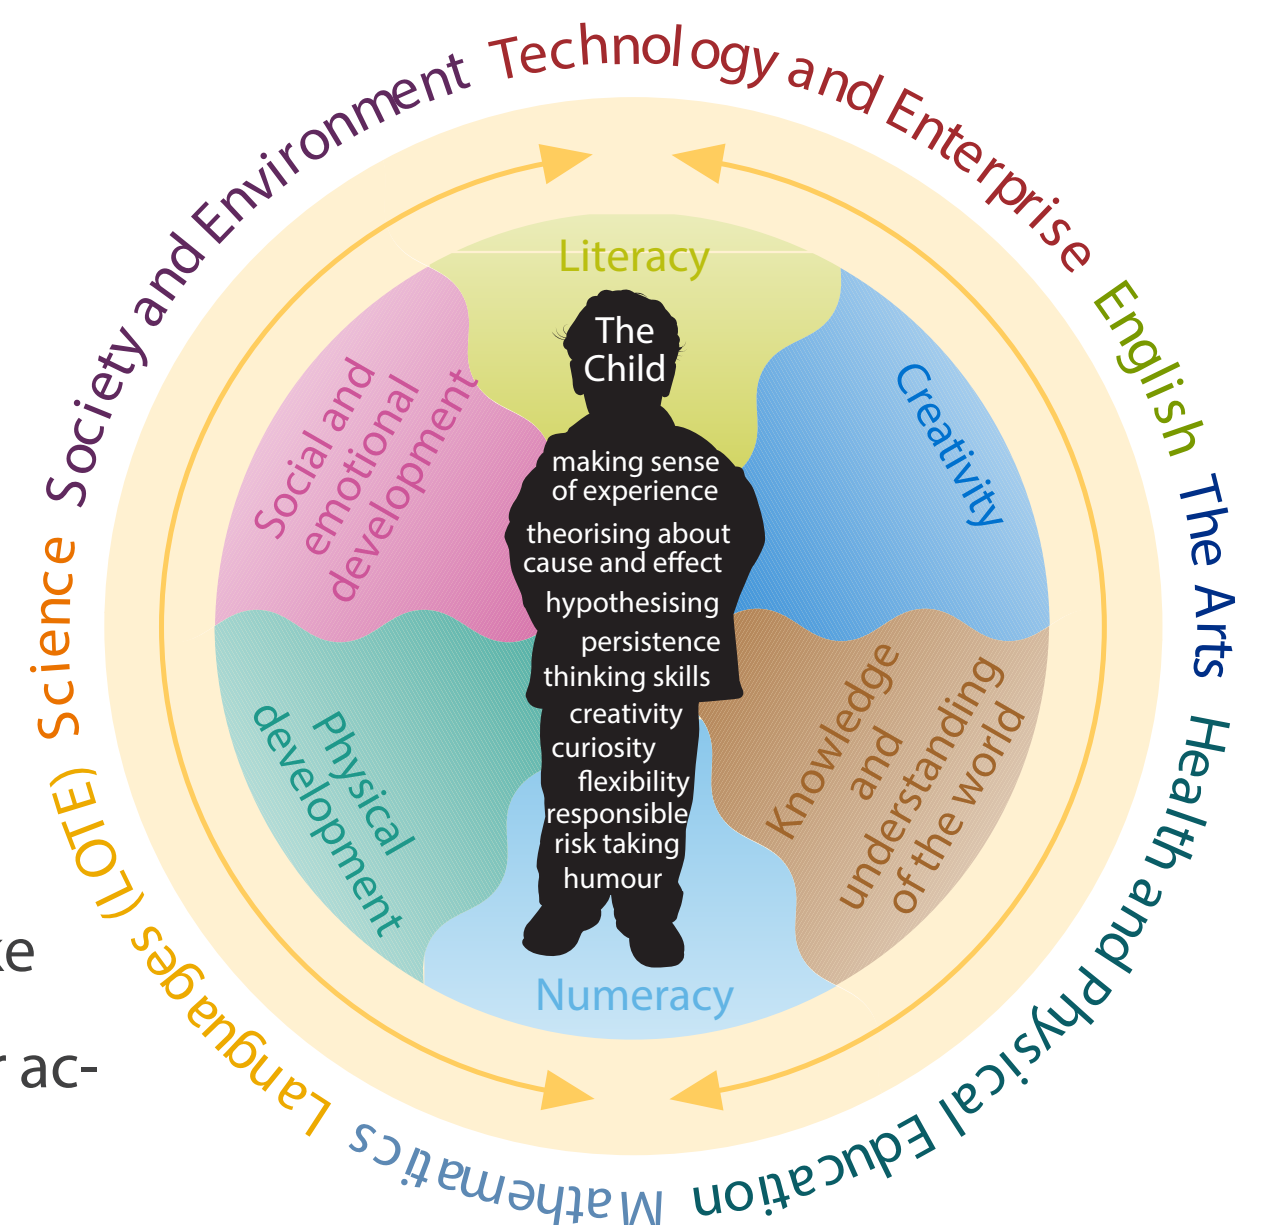 Technology and Enterprise
English
The Arts
Health and Physical Education
Mathematics
Languages (LOTE)
Science
Society and Environment
Literacy
Creativity
Knowledge
and
understanding
of the world
Numeracy
Physical
development
Social and
emotional
development
The
Child
making sense
of experience
theorising about
cause and effect
hypothesising
persistence
thinking skills
creativity
curiosity
flexibility
responsible
risk taking
humour
ac-